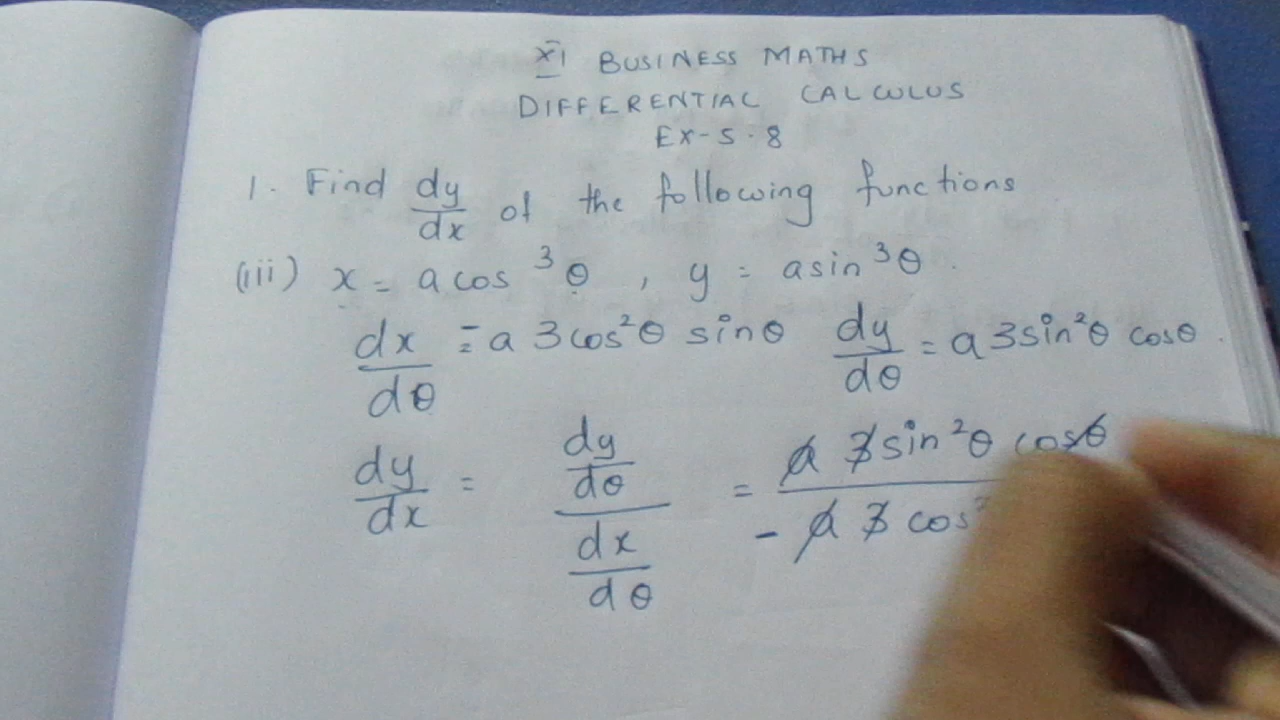 XI BUSINESS MATHS
DIFFERENTIAL CALCULUS
EX-5.8
1. Find dy/dx of the following functions
(iii) x = a cos³θ , y = a sin³θ .
dx/dθ = -a 3cos²θ sinθ dy/dθ = a 3sin²θ cosθ .
dy/dx = (dy/dθ)/(dx/dθ) = a 3 sin²θ cosθ / - a 3 cos²